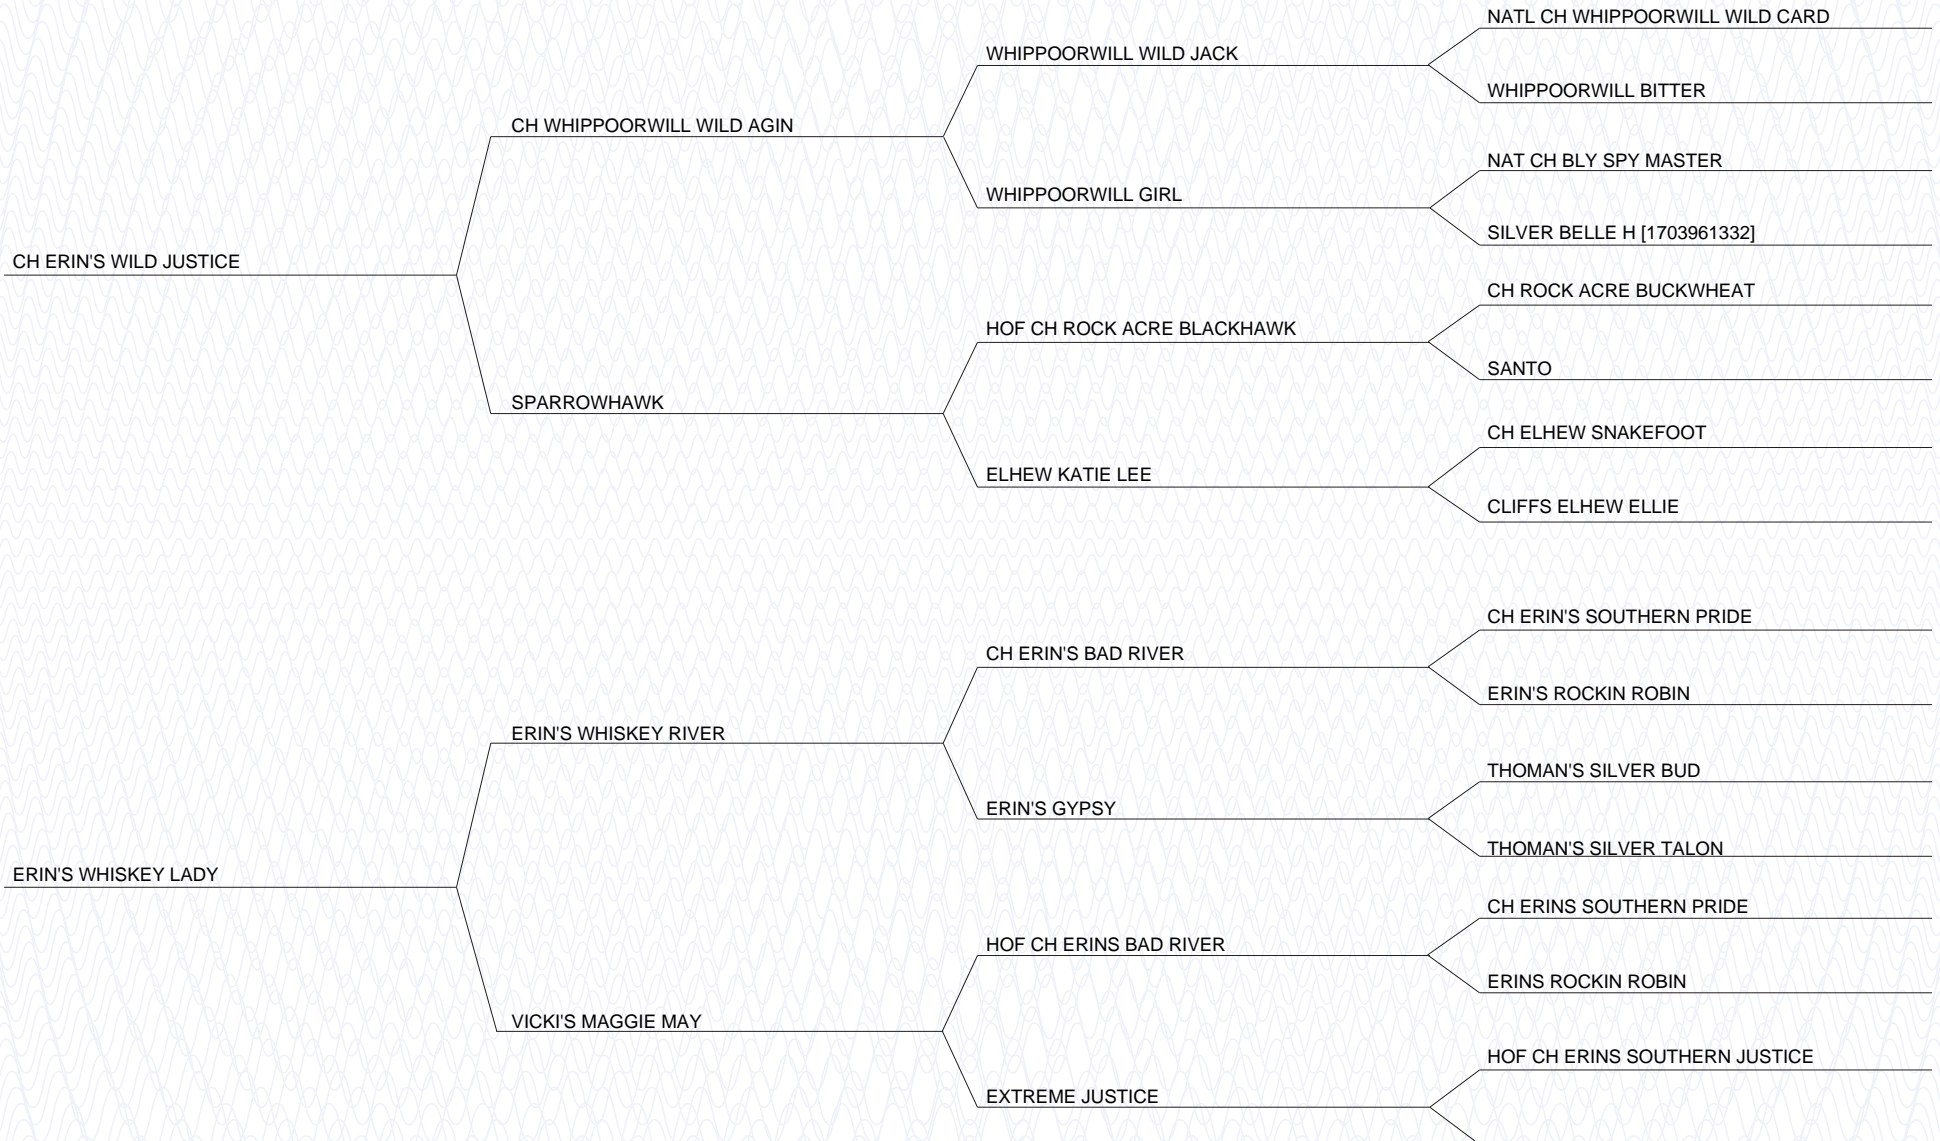 NATL CH WHIPPOORWILL WILD CARD
WHIPPOORWILL WILD JACK
WHIPPOORWILL BITTER
CH WHIPPOORWILL WILD AGIN
NAT CH BLY SPY MASTER
WHIPPOORWILL GIRL
SILVER BELLE H [1703961332]
CH ERIN'S WILD JUSTICE
CH ROCK ACRE BUCKWHEAT
HOF CH ROCK ACRE BLACKHAWK
SANTO
SPARROWHAWK
CH ELHEW SNAKEFOOT
ELHEW KATIE LEE
CLIFFS ELHEW ELLIE
CH ERIN'S SOUTHERN PRIDE
CH ERIN'S BAD RIVER
ERIN'S ROCKIN ROBIN
ERIN'S WHISKEY RIVER
THOMAN'S SILVER BUD
ERIN'S GYPSY
THOMAN'S SILVER TALON
ERIN'S WHISKEY LADY
CH ERINS SOUTHERN PRIDE
HOF CH ERINS BAD RIVER
ERINS ROCKIN ROBIN
VICKI'S MAGGIE MAY
HOF CH ERINS SOUTHERN JUSTICE
EXTREME JUSTICE